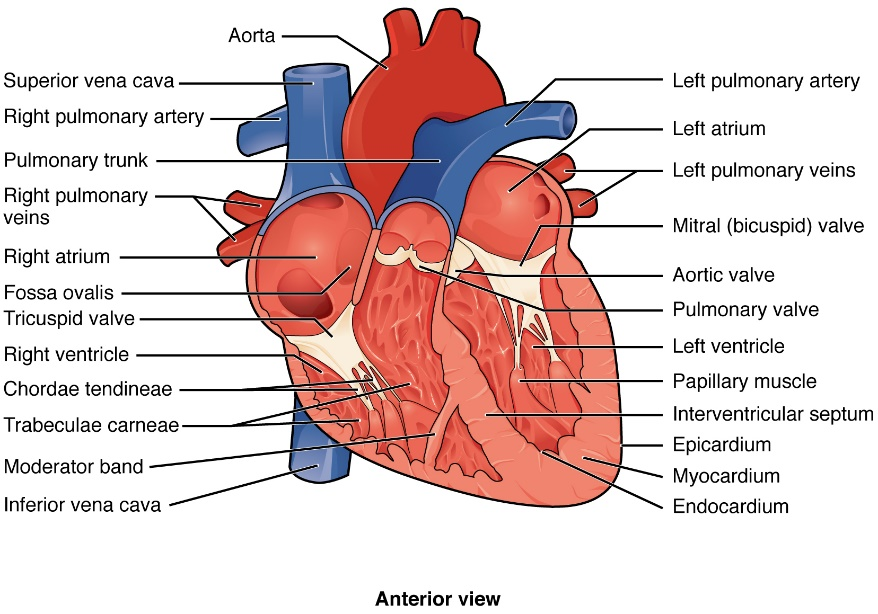 Aorta
Superior vena cava
Right pulmonary artery
Pulmonary trunk
Right pulmonary
veins
Right atrium
Fossa ovalis
Tricuspid valve
Right ventricle
Chordae tendineae
Trabeculae carneae
Moderator band
Inferior vena cava
Left pulmonary artery
Left atrium
Left pulmonary veins
Mitral (bicuspid) valve
Aortic valve
Pulmonary valve
Left ventricle
Papillary muscle
Interventricular septum
Epicardium
Myocardium
Endocardium
Anterior view